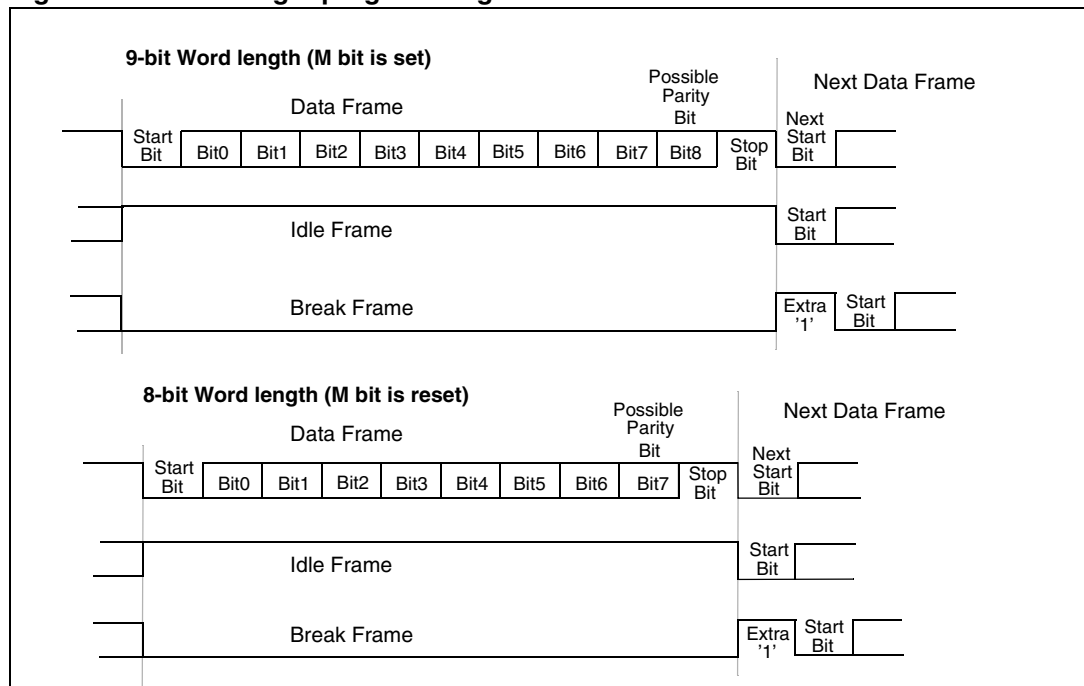 9-bit Word length (M bit is set)
Possible
Parity
Bit
Next Data Frame
Data Frame
Start
Bit
Bit0
Bit1
Bit2
Bit3
Bit4
Bit5
Bit6
Bit7
Bit8
Stop
Bit
Next
Start
Bit
Idle Frame
Start
Bit
Break Frame
Extra
'1'
Start
Bit
8-bit Word length (M bit is reset)
Possible
Parity
Bit
Next Data Frame
Data Frame
Start
Bit
Bit0
Bit1
Bit2
Bit3
Bit4
Bit5
Bit6
Bit7
Stop
Bit
Next
Start
Bit
Idle Frame
Start
Bit
Break Frame
Extra
'1'
Start
Bit